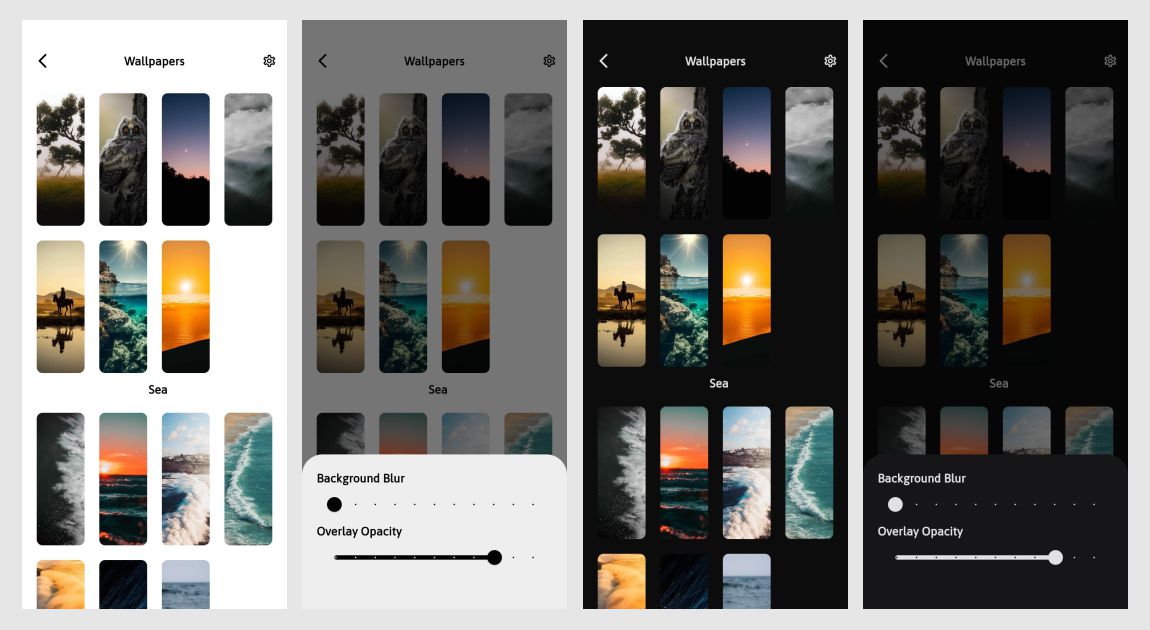 Wallpapers
Sea
Wallpapers
Sea
Background Blur
Overlay Opacity
Wallpapers
Sea
Wallpapers
Sea
Background Blur
Overlay Opacity